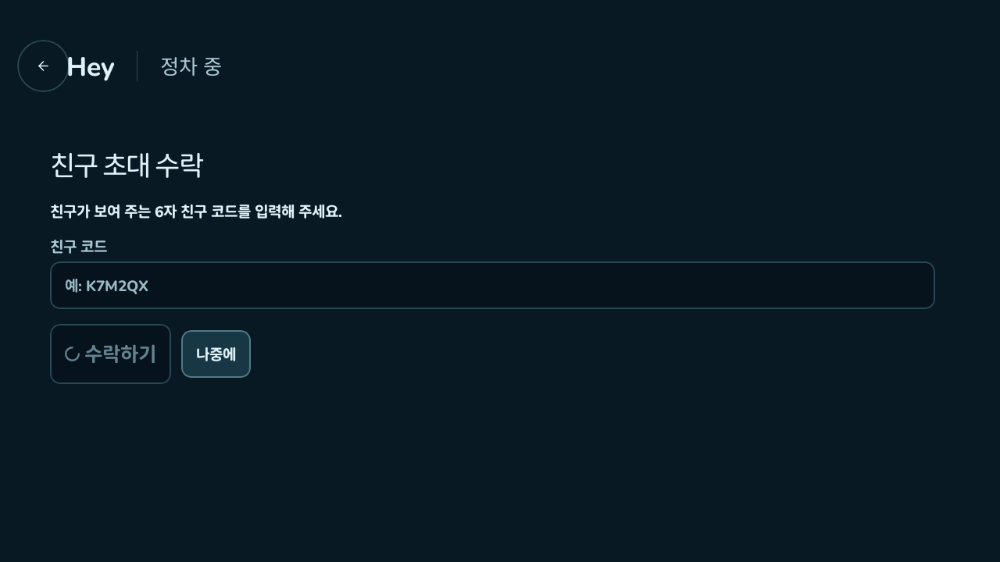 Hey
정차 중
친구 초대 수락
친구가 보여 주는 6자 친구 코드를 입력해 주세요.
친구 코드
예: K7M2QX
수락하기
나중에